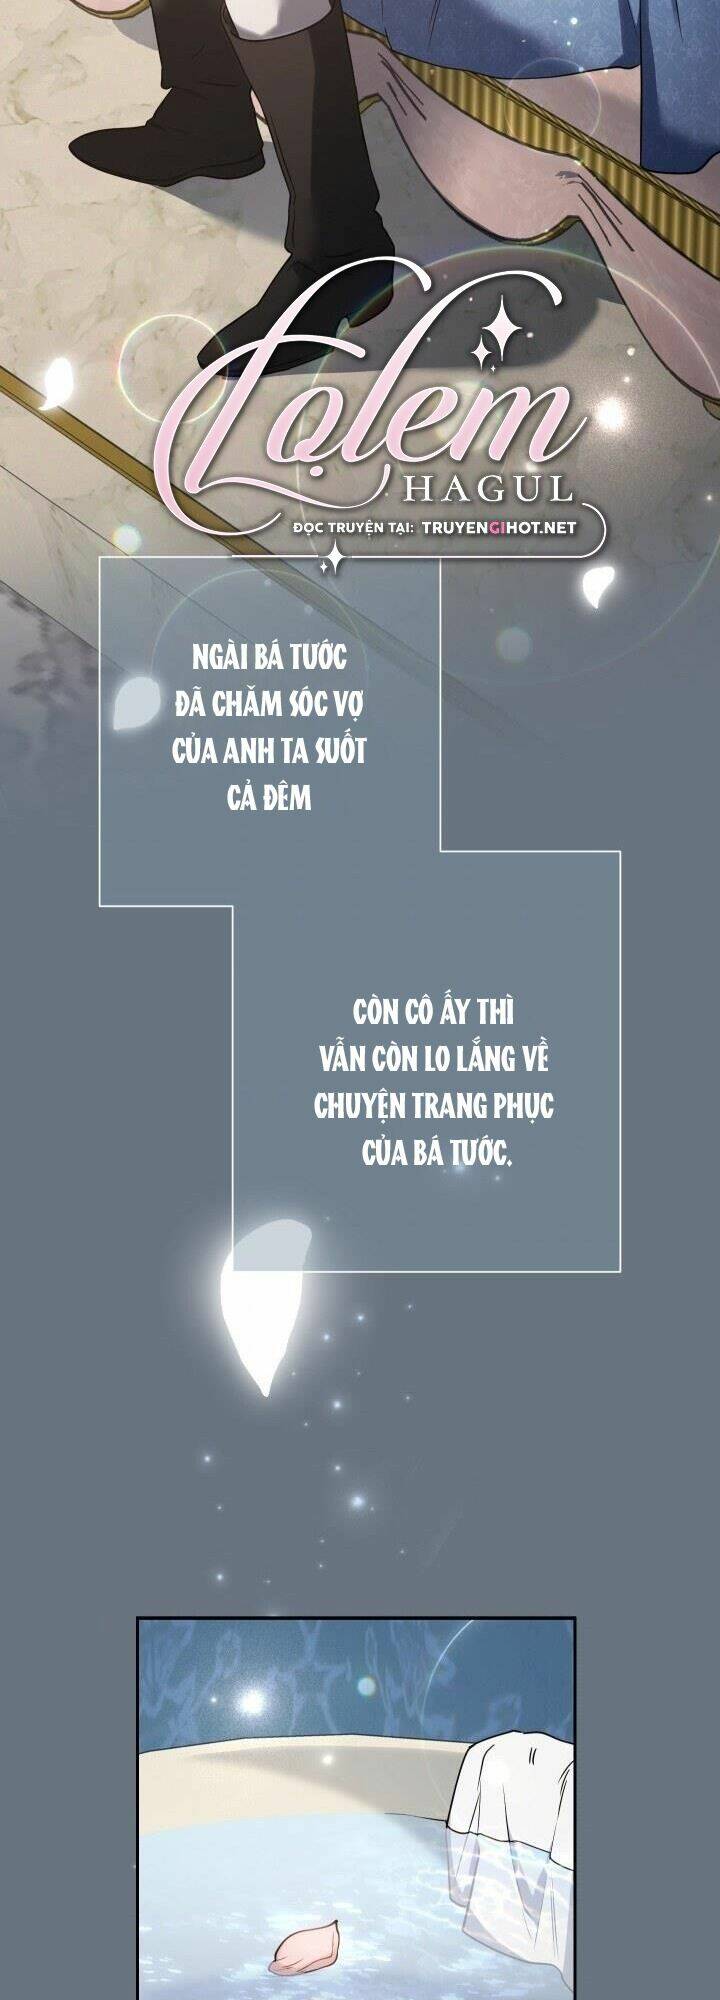 Lọlem
HAGUL
ĐỌC TRUYỆN TẠI: TRUYENGIHOT.NET
NGÀI BÁ TƯỚC
ĐÃ CHĂM SÓC VỢ
CỦA ANH TA SUỐT
CẢ ĐÊM
CÒN CÔ ẤY THÌ
VẪN CÒN LO LẮNG VỀ
CHUYỆN TRANG PHỤC
CỦA BÁ TƯỚC.